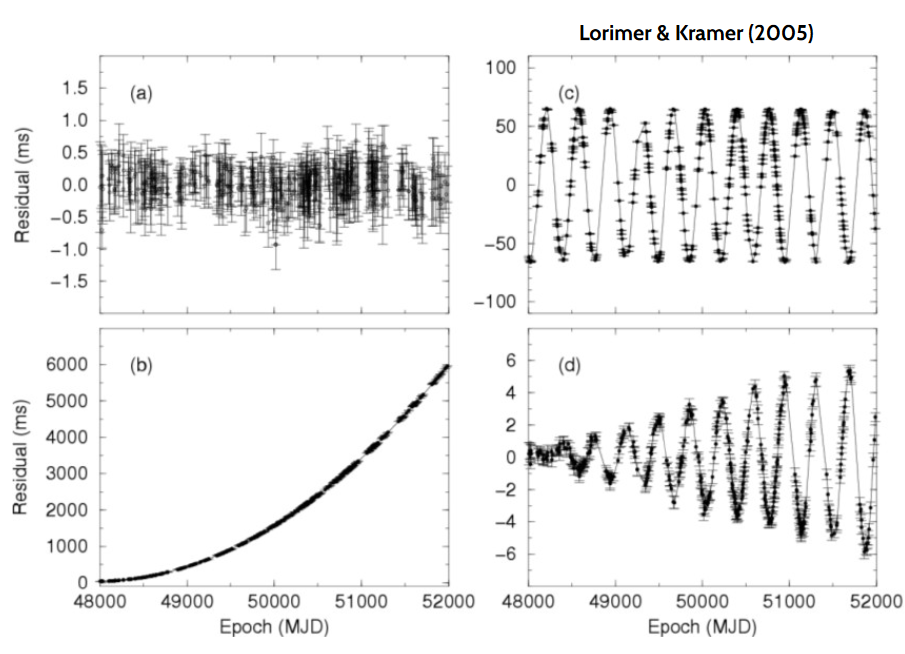 Lorimer & Kramer (2005)
(a)
Residual (ms)
1.5
1.0
0.5
0.0
−0.5
−1.0
−1.5
(c)
100
50
0
−50
−100
(b)
Residual (ms)
6000
5000
4000
3000
2000
1000
0
48000 49000 50000 51000 52000
Epoch (MJD)
(d)
6
4
2
0
−2
−4
−6
48000 49000 50000 51000 52000
Epoch (MJD)